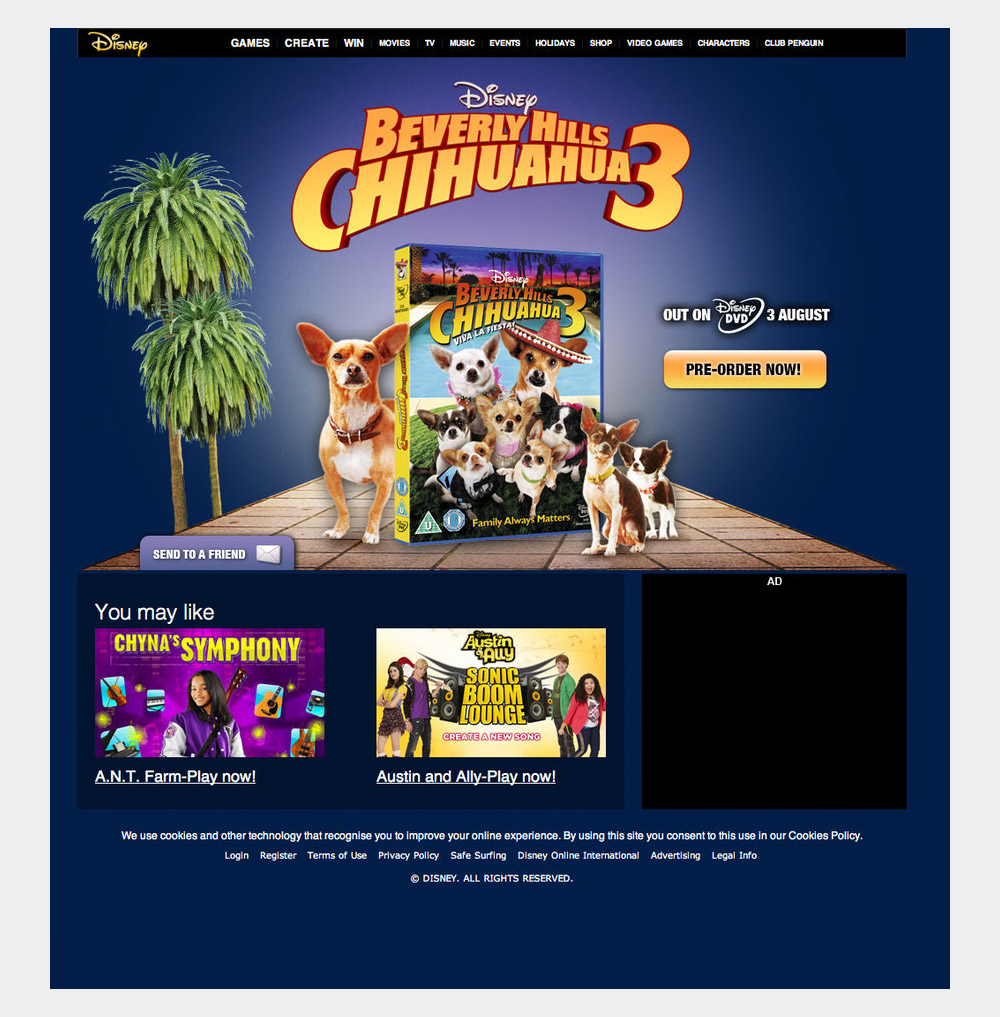 Disney
GAMES CREATE WIN MOVIES TV MUSIC EVENTS HOLIDAYS SHOP VIDEO GAMES CHARACTERS CLUB PENGUIN
Disney
BEVERLY HILLS
CHIHUAHUA 3
Disney
BEVERLY HILLS
CHIHUAHUA 3
VIVA LA FIESTA!
U
Family Always Matters
OUT ON Disney DVD 3 AUGUST
PRE-ORDER NOW!
SEND TO A FRIEND
AD
You may like
CHYNA'S SYMPHONY
Disney
Austin & Ally
SONIC
BOOM
LOUNGE
CREATE A NEW SONG
A.N.T. Farm-Play now!
Austin and Ally-Play now!
We use cookies and other technology that recognise you to improve your online experience. By using this site you consent to this use in our Cookies Policy.
Login Register Terms of Use Privacy Policy Safe Surfing Disney Online International Advertising Legal Info
© DISNEY. ALL RIGHTS RESERVED.